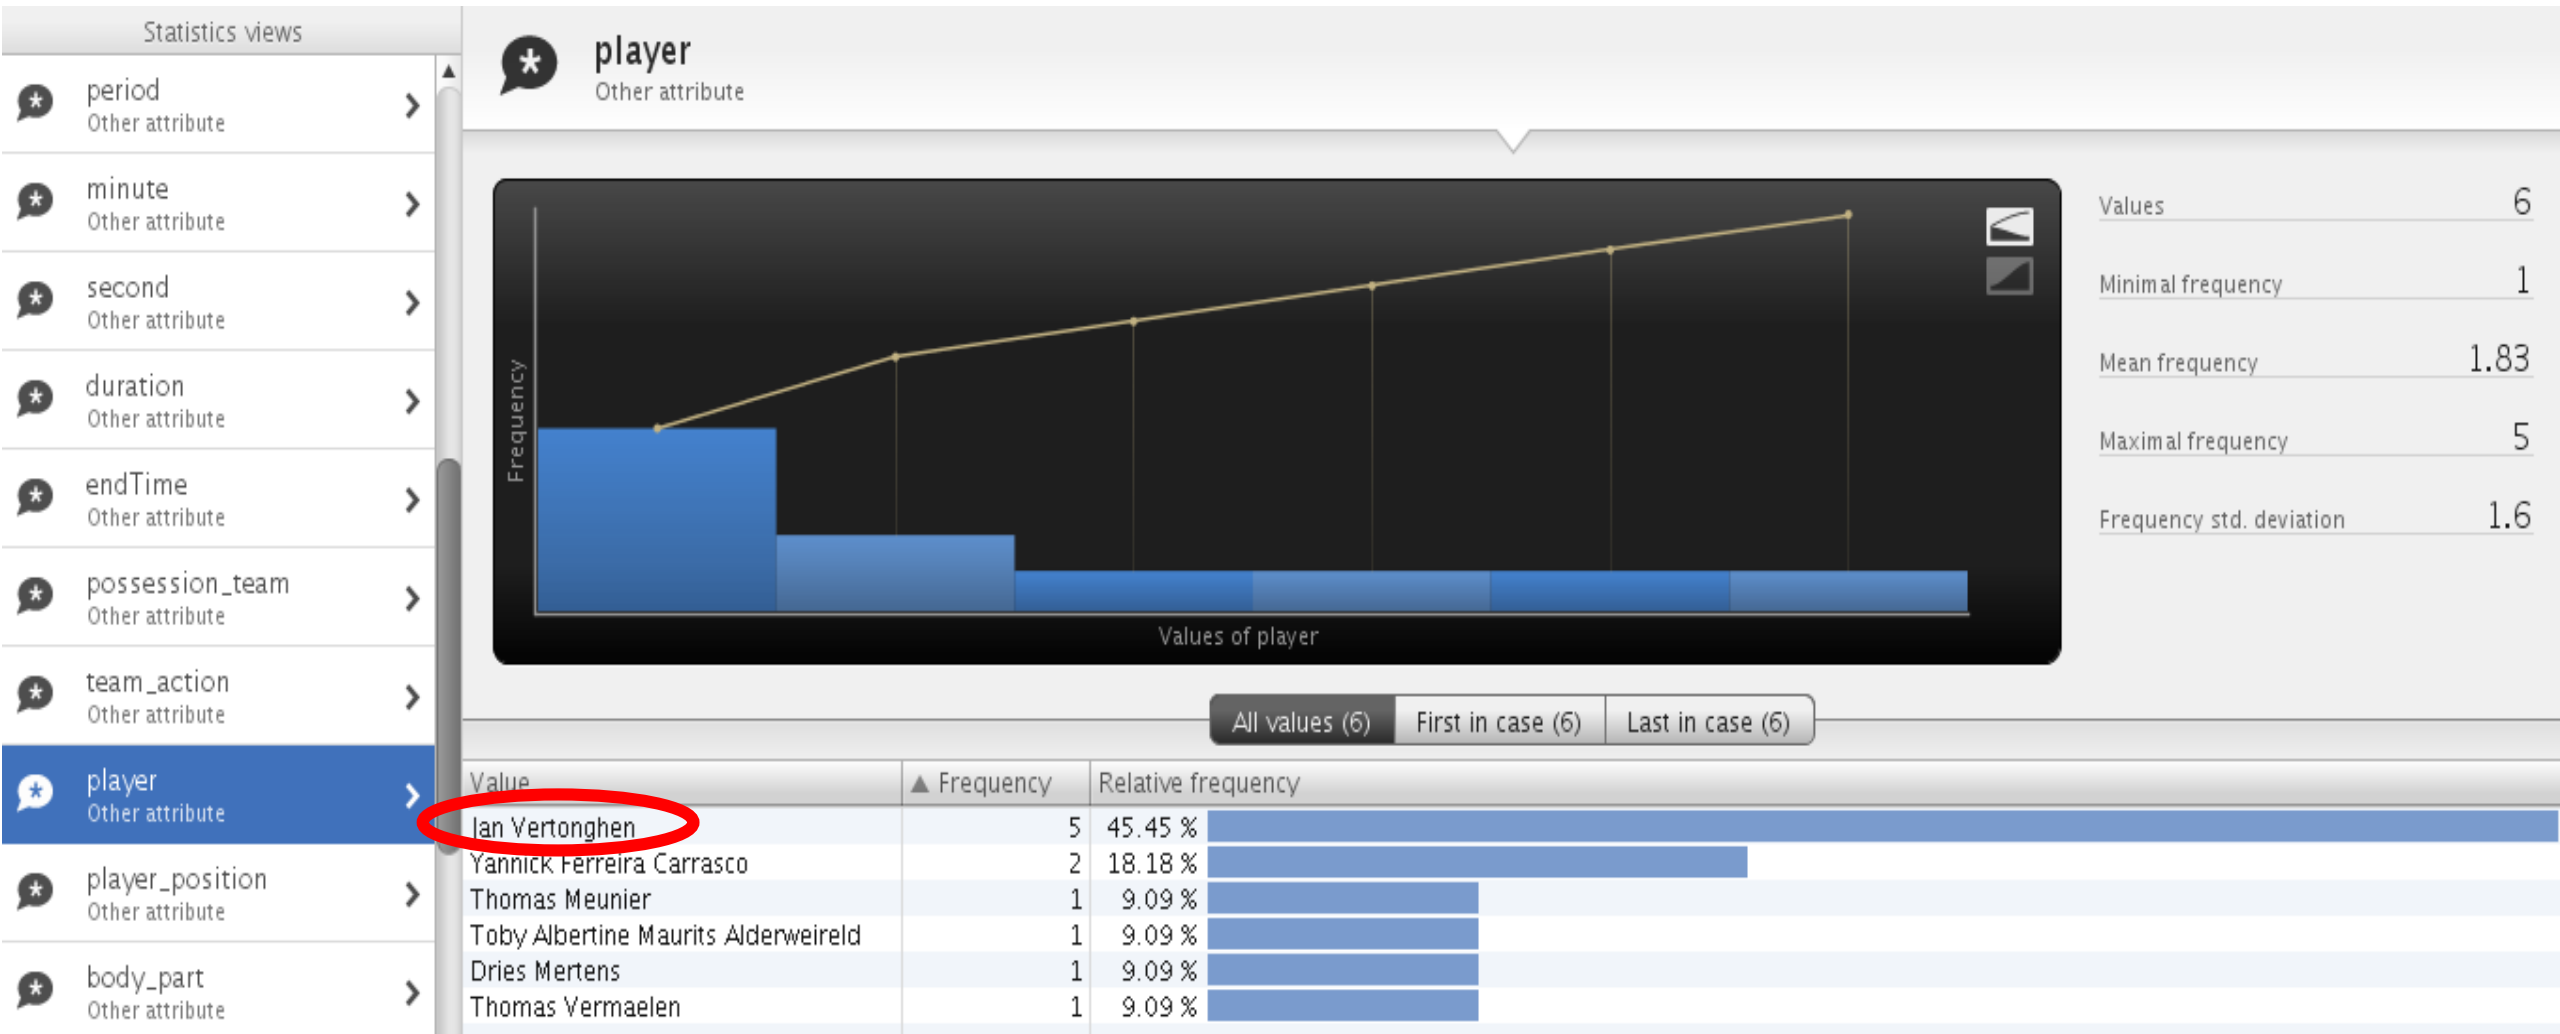 Statistics views
period
Other attribute
minute
Other attribute
second
Other attribute
duration
Other attribute
endTime
Other attribute
possession_team
Other attribute
team_action
Other attribute
player
Other attribute
player_position
Other attribute
body_part
Other attribute
player
Other attribute
Frequency
Values of player
Values 6
Minimal frequency 1
Mean frequency 1.83
Maximal frequency 5
Frequency std. deviation 1.6
All values (6) First in case (6) Last in case (6)
Value ▲ Frequency Relative frequency
Jan Vertonghen 5 45.45 %
Yannick Ferreira Carrasco 2 18.18 %
Thomas Meunier 1 9.09 %
Toby Albertine Maurits Alderweireld 1 9.09 %
Dries Mertens 1 9.09 %
Thomas Vermaelen 1 9.09 %